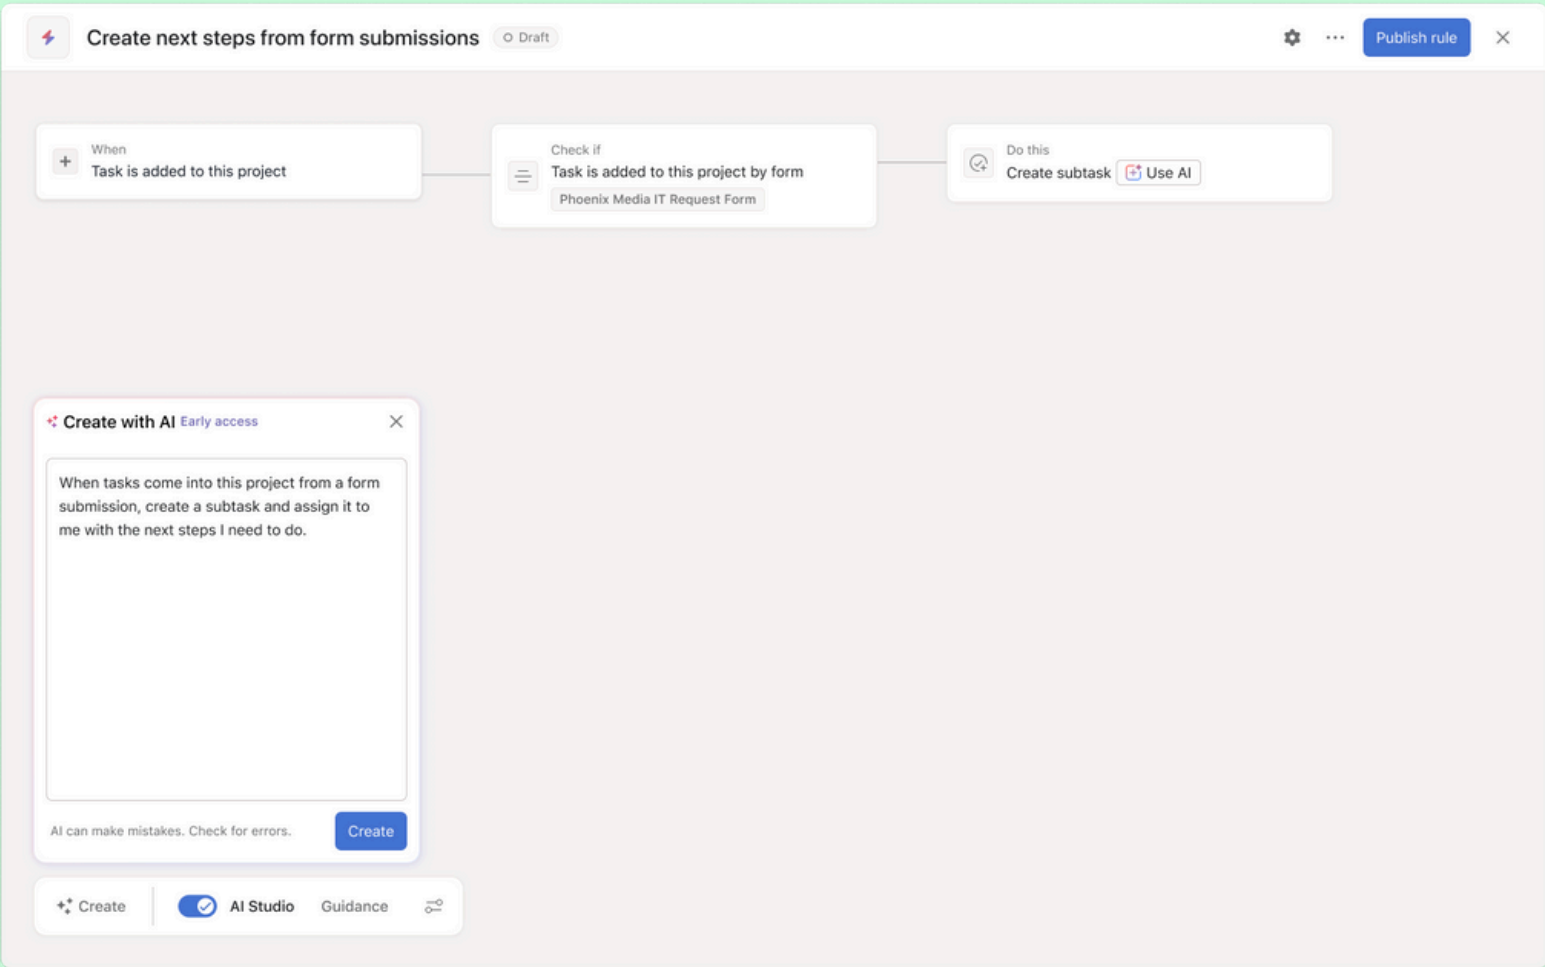 Create next steps from form submissions
Draft
Publish rule
When
Task is added to this project
Check if
Task is added to this project by form
Phoenix Media IT Request Form
Do this
Create subtask Use AI
Create with AI Early access
When tasks come into this project from a form
submission, create a subtask and assign it to
me with the next steps I need to do.
AI can make mistakes. Check for errors.
Create
Create
AI Studio
Guidance